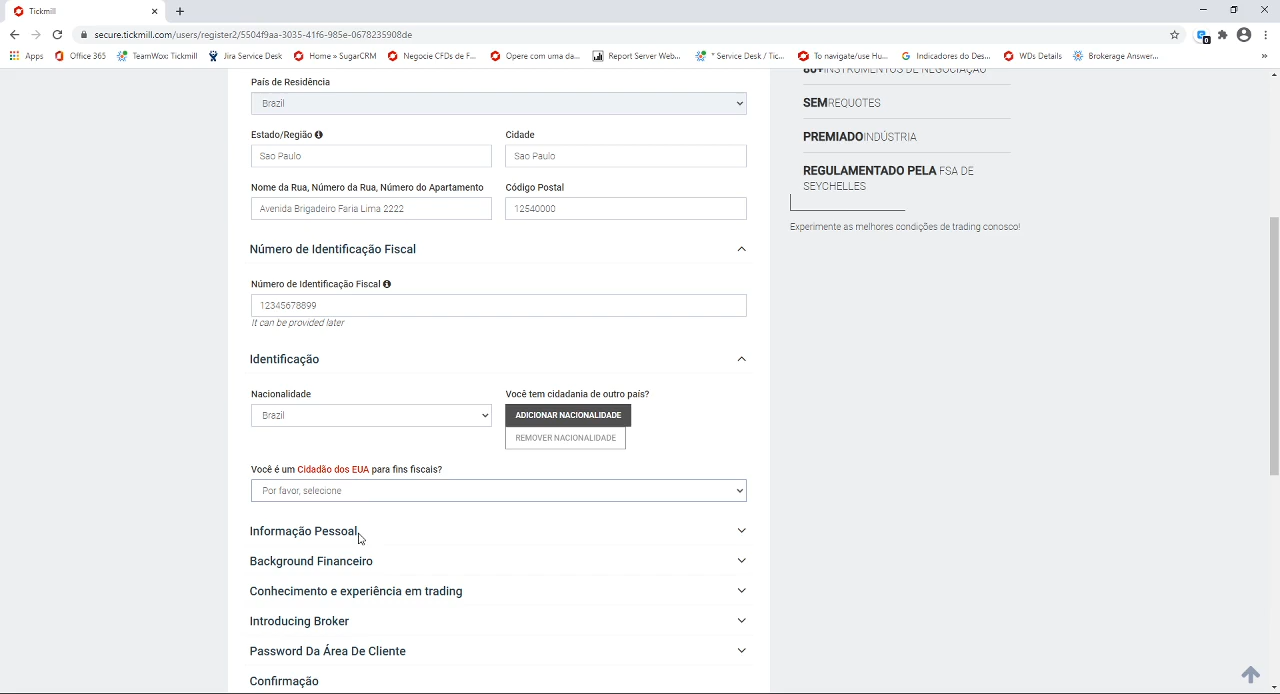 Tickmill
secure.tickmill.com/users/register2/5504f9aa-3035-41f6-985e-0678235908de
Apps Office 365 TeamWox: Tickmill Jira Service Desk Home » SugarCRM Negocie CFDs de F... Opere com uma da... Report Server Web... * Service Desk / Tic... To navigate/use Hu... Indicadores do Des... WDs Details Brokerage Answer... »
País de Residência
Brazil
Estado/Região
Cidade
Sao Paulo
Sao Paulo
Nome da Rua, Número da Rua, Número do Apartamento
Código Postal
Avenida Brigadeiro Faria Lima 2222
12540000
Número de Identificação Fiscal
Número de Identificação Fiscal
12345678899
It can be provided later
Identificação
Nacionalidade
Você tem cidadania de outro país?
Brazil
ADICIONAR NACIONALIDADE
REMOVER NACIONALIDADE
Você é um Cidadão dos EUA para fins fiscais?
Por favor, selecione
Informação Pessoal
Background Financeiro
Conhecimento e experiência em trading
Introducing Broker
Password Da Área De Cliente
Confirmação
80+INSTRUMENTOS DE NEGOCIAÇÃO
SEMREQUOTES
PREMIADOINDÚSTRIA
REGULAMENTADO PELA FSA DE
SEYCHELLES
Experimente as melhores condições de trading conosco!